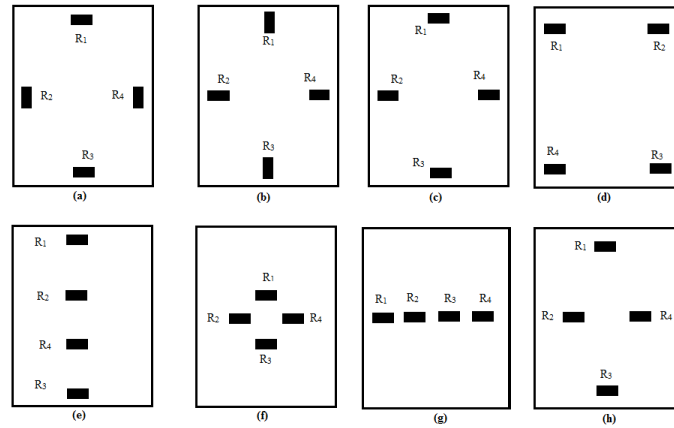 R1
R2 R4
R3
(a)
R1
R2 R4
R3
(b)
R1
R2 R4
R3
(c)
R1 R2
R4 R3
(d)
R1
R2
R4
R3
(e)
R1
R2 R4
R3
(f)
R1 R2 R3 R4
(g)
R1
R2 R4
R3
(h)